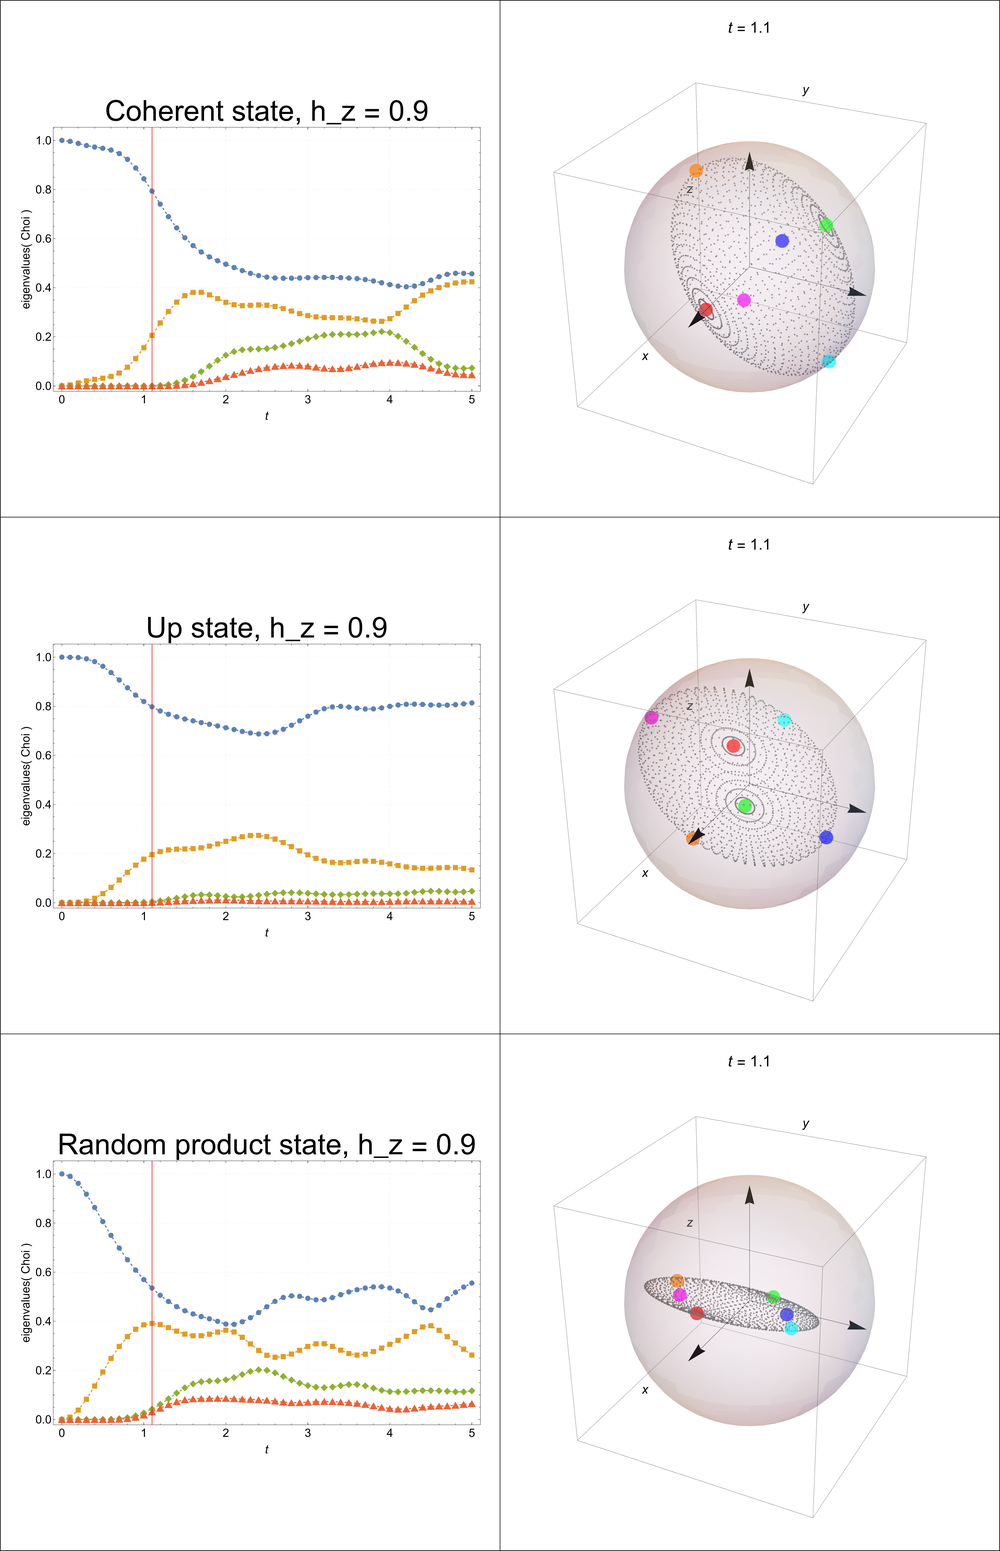 t = 1.1
Coherent state, h_z = 0.9
y
z
x
eigenvalues( Choi )
1.0
0.8
0.6
0.4
0.2
0.0
0 1 2 3 4 5
t
t = 1.1
Up state, h_z = 0.9
y
z
x
eigenvalues( Choi )
1.0
0.8
0.6
0.4
0.2
0.0
0 1 2 3 4 5
t
t = 1.1
Random product state, h_z = 0.9
y
z
x
eigenvalues( Choi )
1.0
0.8
0.6
0.4
0.2
0.0
0 1 2 3 4 5
t